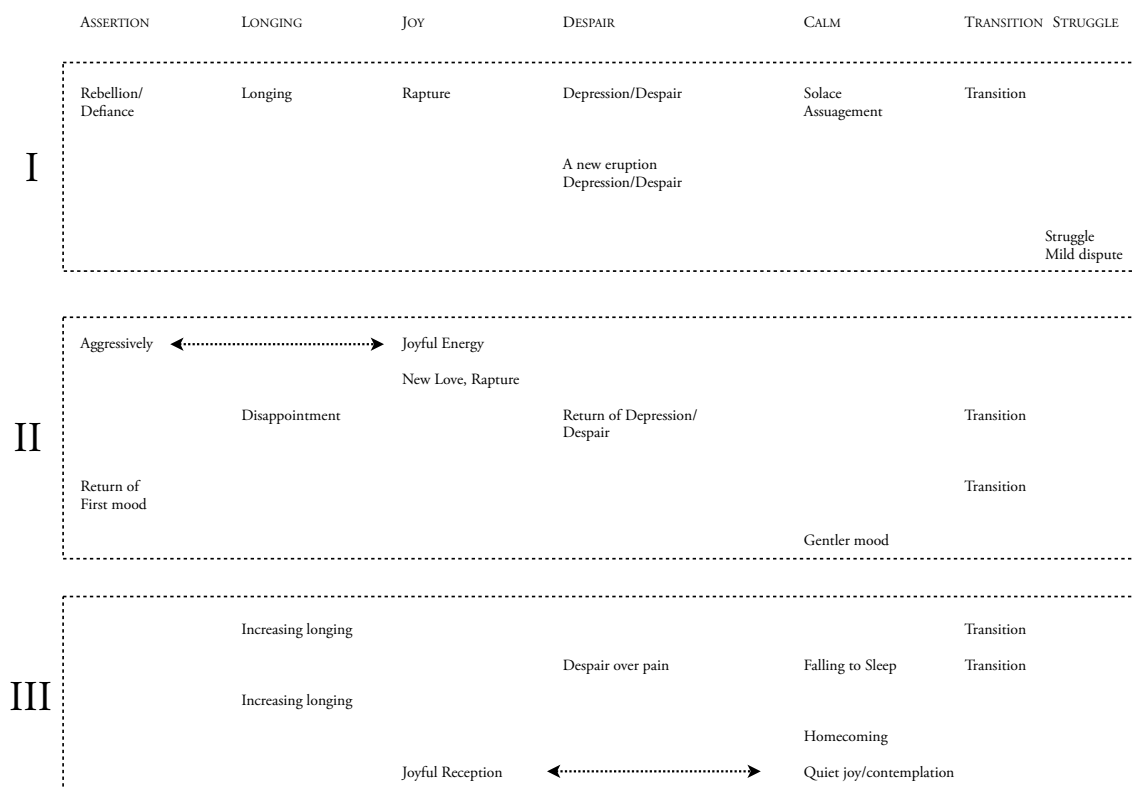 ASSERTION LONGING JOY DESPAIR CALM TRANSITION STRUGGLE
Rebellion/ Longing Rapture Depression/Despair Solace Transition
Defiance Assuagement
I
A new eruption
Depression/Despair
Struggle
Mild dispute
Aggressively Joyful Energy
New Love, Rapture
Disappointment Return of Depression/ Transition
Despair
II
Return of Transition
First mood
Gentler mood
Increasing longing Transition
Despair over pain Falling to Sleep Transition
III
Increasing longing
Homecoming
Joyful Reception Quiet joy/contemplation